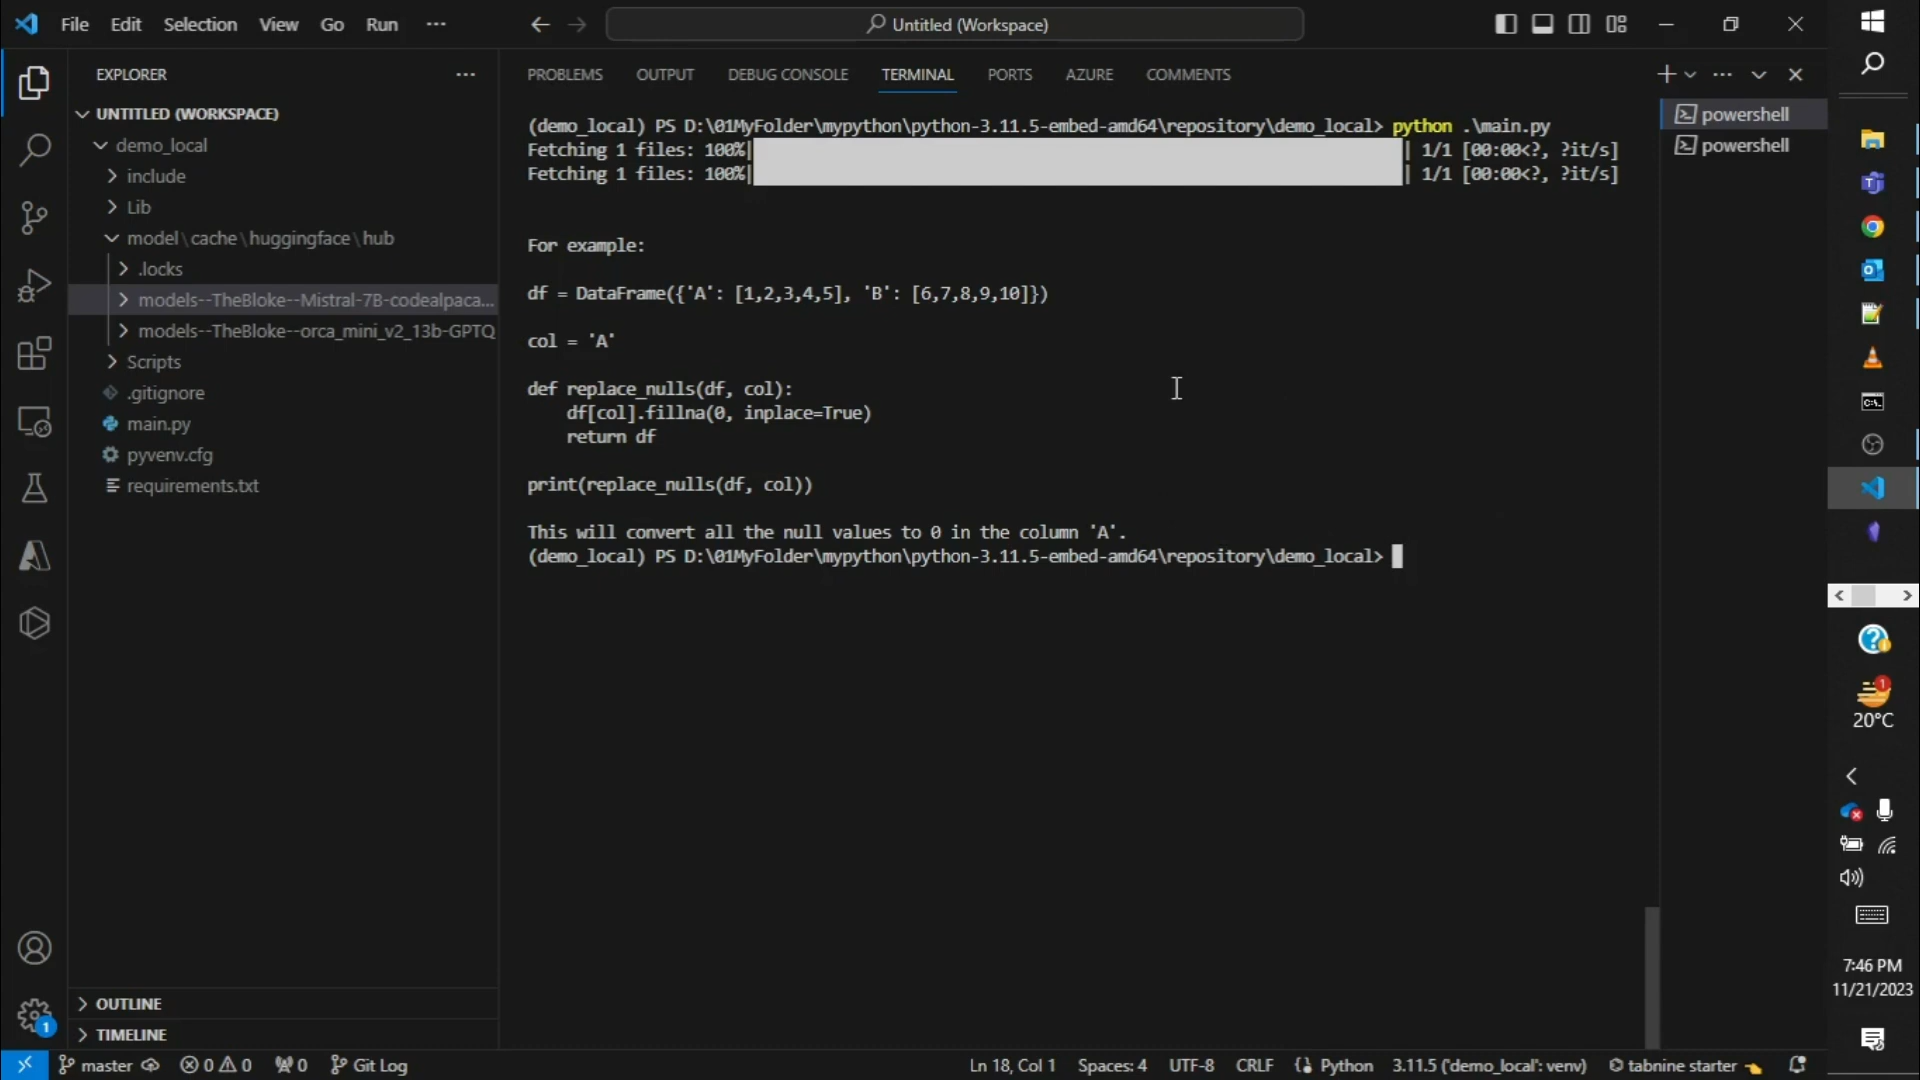 File Edit Selection View Go Run ···
Untitled (Workspace)
EXPLORER
UNTITLED (WORKSPACE)
demo_local
include
Lib
model\cache\huggingface\hub
.locks
models--TheBloke--Mistral-7B-codealpaca...
models--TheBloke--orca_mini_v2_13b-GPTQ
Scripts
.gitignore
main.py
pyvenv.cfg
requirements.txt
OUTLINE
TIMELINE
PROBLEMS OUTPUT DEBUG CONSOLE TERMINAL PORTS AZURE COMMENTS
(demo_local) PS D:\01MyFolder\mypython\python-3.11.5-embed-amd64\repository\demo_local> python .\main.py
Fetching 1 files: 100%| | 1/1 [00:00<?, ?it/s]
Fetching 1 files: 100%| | 1/1 [00:00<?, ?it/s]
For example:
df = DataFrame({'A': [1,2,3,4,5], 'B': [6,7,8,9,10]})
col = 'A'
def replace_nulls(df, col):
df[col].fillna(0, inplace=True)
return df
print(replace_nulls(df, col))
This will convert all the null values to 0 in the column 'A'.
(demo_local) PS D:\01MyFolder\mypython\python-3.11.5-embed-amd64\repository\demo_local>
powershell
powershell
1
20°C
7:46 PM
11/21/2023
1
master 0 0 0 Git Log
Ln 18, Col 1 Spaces: 4 UTF-8 CRLF Python 3.11.5 ('demo_local': venv) tabnine starter